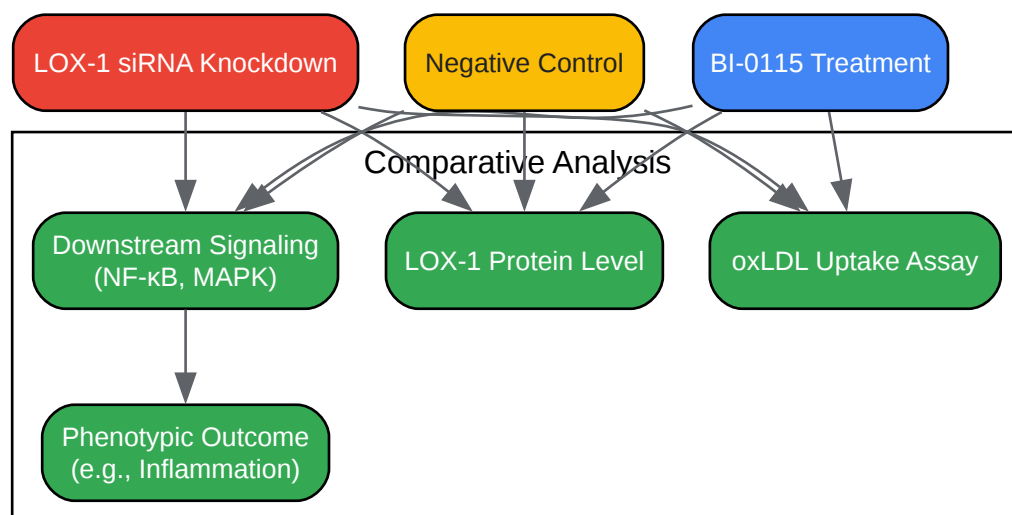 LOX-1 siRNA Knockdown
Negative Control
BI-0115 Treatment
Comparative Analysis
Downstream Signaling
(NF-κB, MAPK)
LOX-1 Protein Level
oxLDL Uptake Assay
Phenotypic Outcome
(e.g., Inflammation)